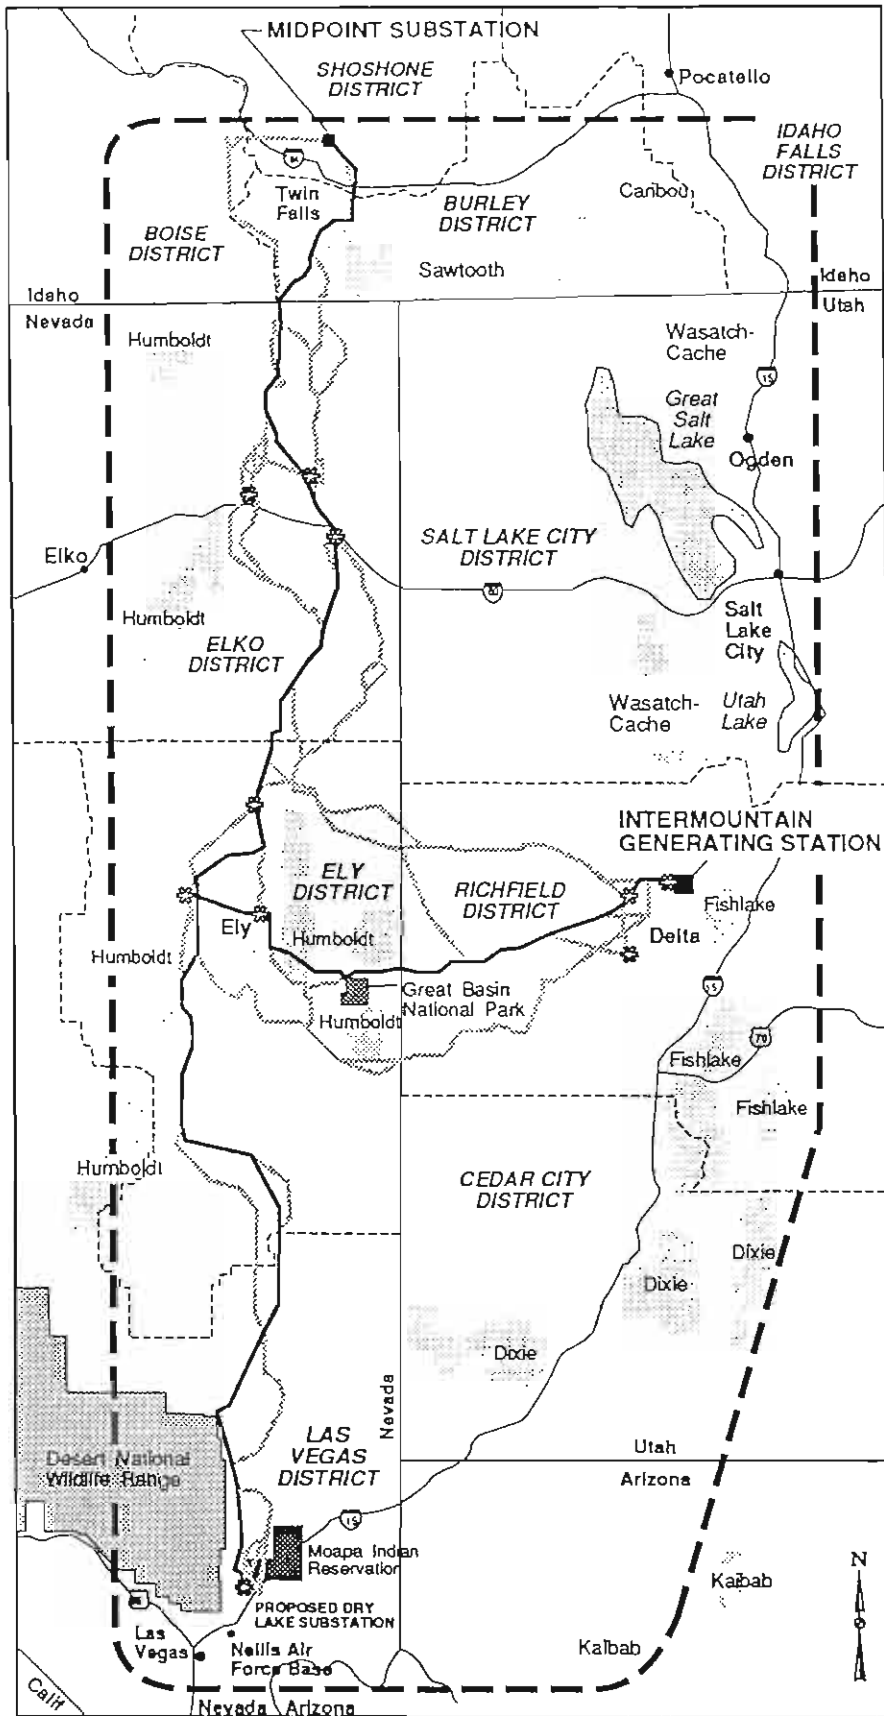 MIDPOINT SUBSTATION
SHOSHONE
DISTRICT
Pocatello
IDAHO
FALLS
DISTRICT
Twin
Falls
Caribou
BURLEY
DISTRICT
BOISE
DISTRICT
Sawtooth
Idaho
Idaho
Nevada
Utah
Humboldt
Wasatch-
Cache
15
Great
Salt
Lake
Ogden
SALT LAKE CITY
DISTRICT
Elko
80
Humboldt
Salt
Lake
City
ELKO
DISTRICT
Wasatch-
Cache
Utah
Lake
INTERMOUNTAIN
GENERATING STATION
ELY
DISTRICT
RICHFIELD
DISTRICT
Fishlake
Ely
Humboldt
Delta
Humboldt
Great Basin
National Park
15
Humboldt
70
Fishlake
Fishlake
Humboldt
CEDAR CITY
DISTRICT
Dixie
Dixie
Dixie
Nevada
LAS
VEGAS
DISTRICT
Utah
Arizona
Desert National
Wildlife Range
15
Moapa Indian
Reservation
N
Kaibab
PROPOSED DRY
LAKE SUBSTATION
Las
Vegas
Nellis Air
Force Base
Kaibab
Calif
Nevada
Arizona